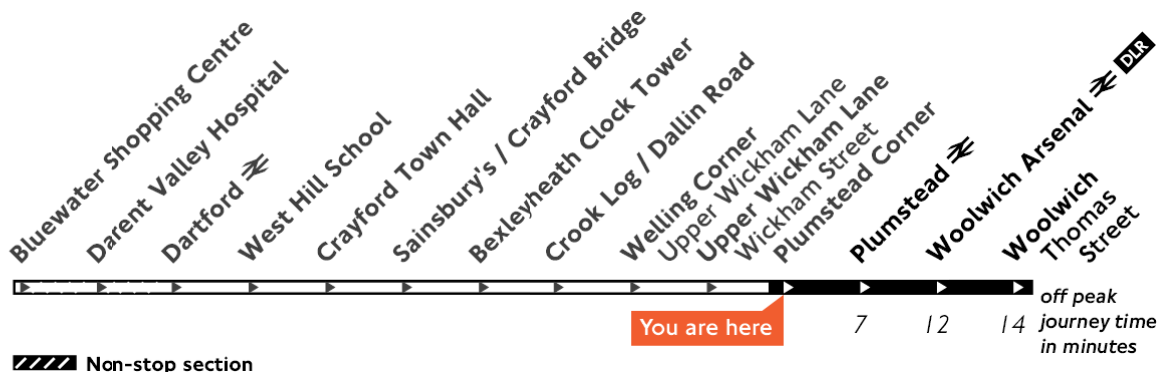 Bluewater Shopping Centre
Darent Valley Hospital
Dartford
West Hill School
Crayford Town Hall
Sainsbury's / Crayford Bridge
Bexleyheath Clock Tower
Crook Log / Dallin Road
Welling Corner
Upper Wickham Lane
Upper Wickham Lane
Wickham Street
Plumstead Corner
Plumstead
Woolwich Arsenal DLR
Woolwich
Thomas
Street
You are here
7
12
14
off peak
journey time
in minutes
Non-stop section